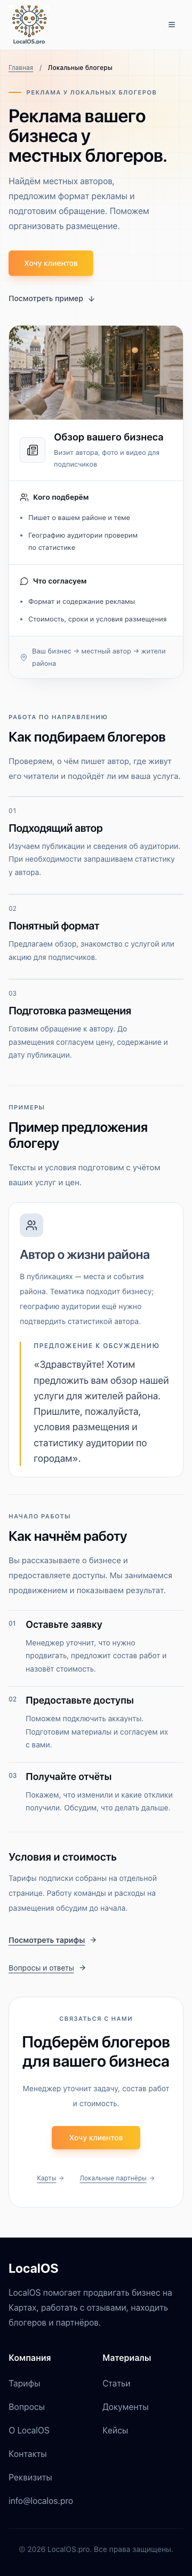 LocalOS.pro
Главная / Локальные блогеры
РЕКЛАМА У ЛОКАЛЬНЫХ БЛОГЕРОВ
Реклама вашего
бизнеса у
местных блогеров.
Найдём местных авторов,
предложим формат рекламы и
подготовим обращение. Поможем
организовать размещение.
Хочу клиентов
Посмотреть пример ↓
Обзор вашего бизнеса
Визит автора, фото и видео для
подписчиков
Кого подберём
• Пишет о вашем районе и теме
• Географию аудитории проверим
по статистике
Что согласуем
• Формат и содержание рекламы
• Стоимость, сроки и условия размещения
Ваш бизнес → местный автор → жители
района
РАБОТА ПО НАПРАВЛЕНИЮ
Как подбираем блогеров
Проверяем, о чём пишет автор, где живут
его читатели и подойдёт ли им ваша услуга.
01
Подходящий автор
Изучаем публикации и сведения об аудитории.
При необходимости запрашиваем статистику
у автора.
02
Понятный формат
Предлагаем обзор, знакомство с услугой или
акцию для подписчиков.
03
Подготовка размещения
Готовим обращение к автору. До
размещения согласуем цену, содержание и
дату публикации.
ПРИМЕРЫ
Пример предложения
блогеру
Тексты и условия подготовим с учётом
ваших услуг и цен.
Автор о жизни района
В публикациях — места и события
района. Тематика подходит бизнесу;
географию аудитории ещё нужно
подтвердить статистикой автора.
ПРЕДЛОЖЕНИЕ К ОБСУЖДЕНИЮ
«Здравствуйте! Хотим
предложить вам обзор нашей
услуги для жителей района.
Пришлите, пожалуйста,
условия размещения и
статистику аудитории по
городам».
НАЧАЛО РАБОТЫ
Как начнём работу
Вы рассказываете о бизнесе и
предоставляете доступы. Мы занимаемся
продвижением и показываем результат.
01 Оставьте заявку
Менеджер уточнит, что нужно
продвигать, предложит состав работ и
назовёт стоимость.
02 Предоставьте доступы
Поможем подключить аккаунты.
Подготовим материалы и согласуем их
с вами.
03 Получайте отчёты
Покажем, что изменили и какие отклики
получили. Обсудим, что делать дальше.
Условия и стоимость
Тарифы подписки собраны на отдельной
странице. Работу команды и расходы на
размещения обсудим до начала.
Посмотреть тарифы →
Вопросы и ответы →
СВЯЗАТЬСЯ С НАМИ
Подберём блогеров
для вашего бизнеса
Менеджер уточнит задачу, состав работ
и стоимость.
Хочу клиентов
Карты → Локальные партнёры →
LocalOS
LocalOS помогает продвигать бизнес на
Картах, работать с отзывами, находить
блогеров и партнёров.
Компания Материалы
Тарифы Статьи
Вопросы Документы
О LocalOS Кейсы
Контакты
Реквизиты
info@localos.pro
© 2026 LocalOS.pro. Все права защищены.